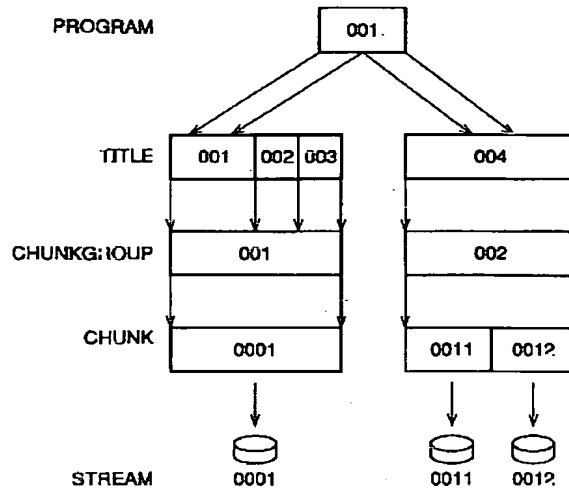 PROGRAM 001
TITLE 001 002 003 004
CHUNKGROUP 001 002
CHUNK 0001 0011 0012
STREAM 0001 0011 0012